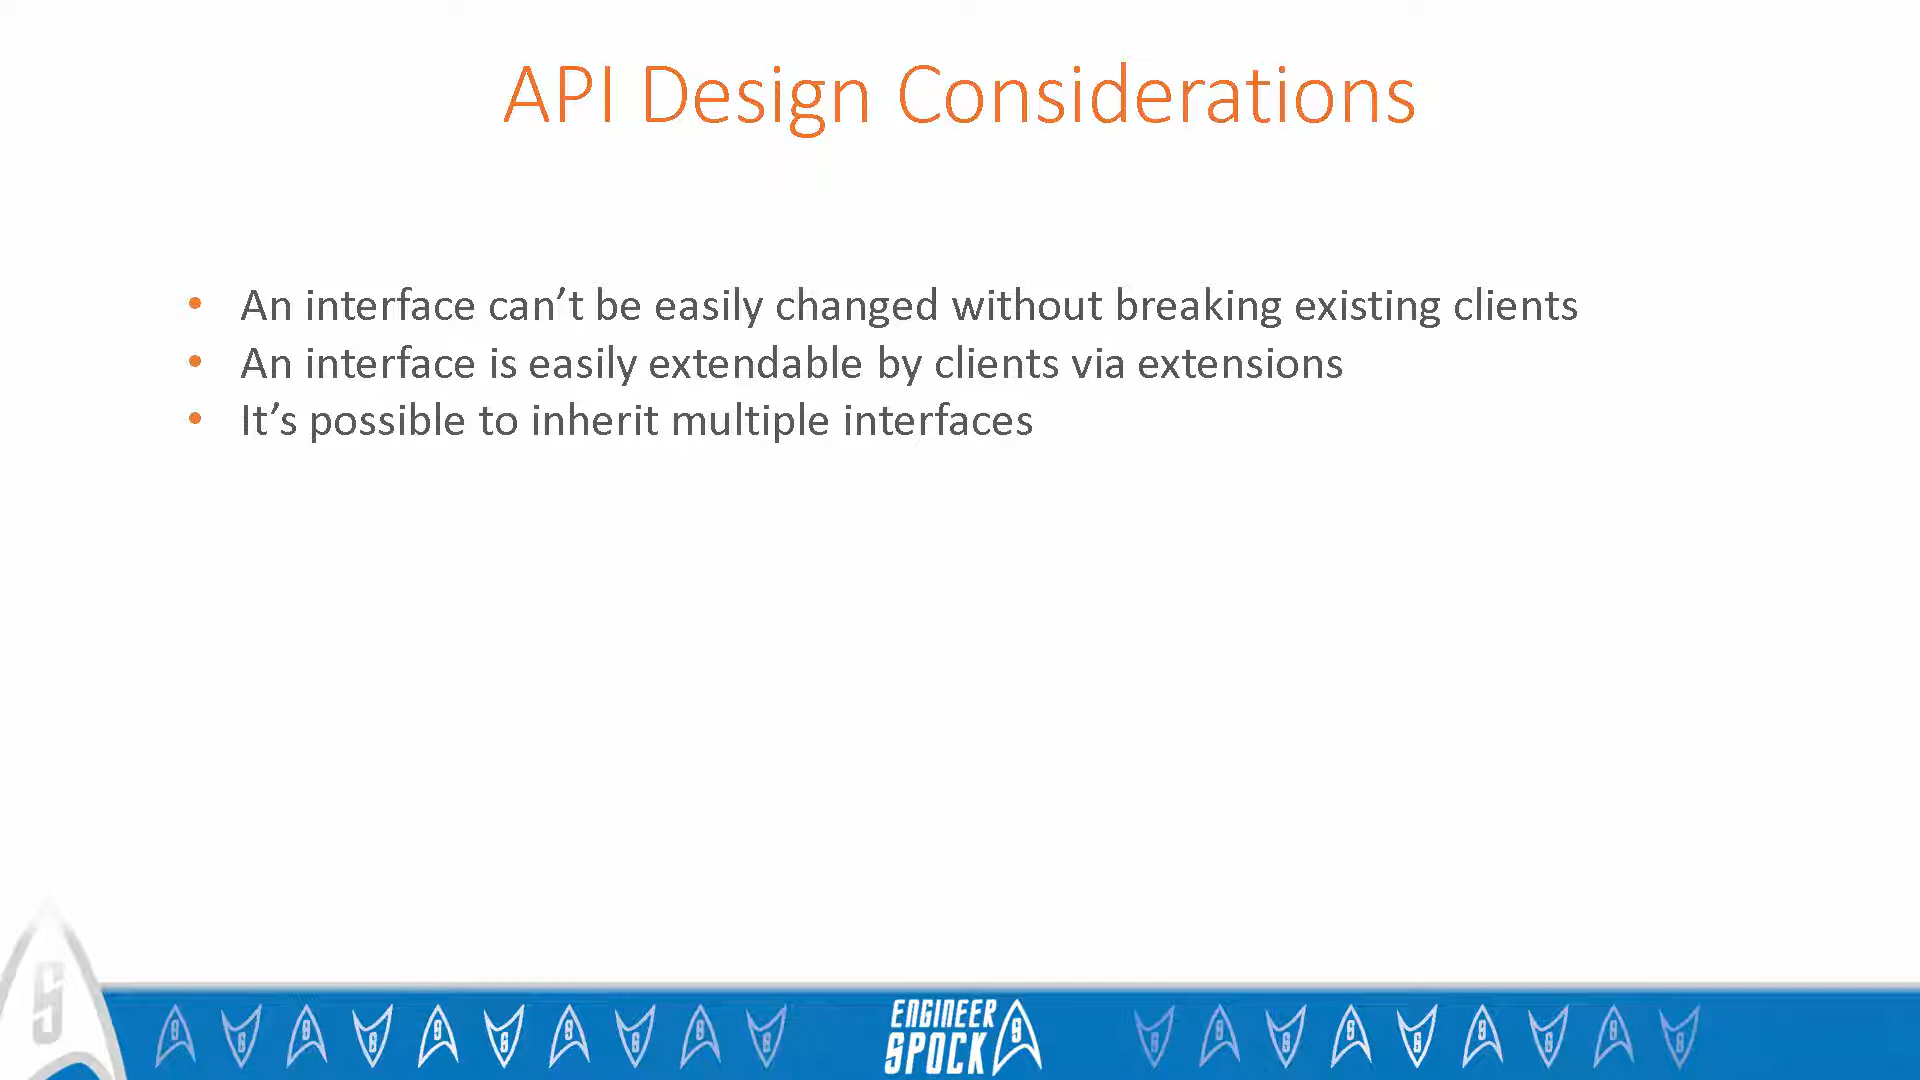 API Design Considerations
• An interface can’t be easily changed without breaking existing clients
• An interface is easily extendable by clients via extensions
• It’s possible to inherit multiple interfaces
ENGINEER
SPOCK